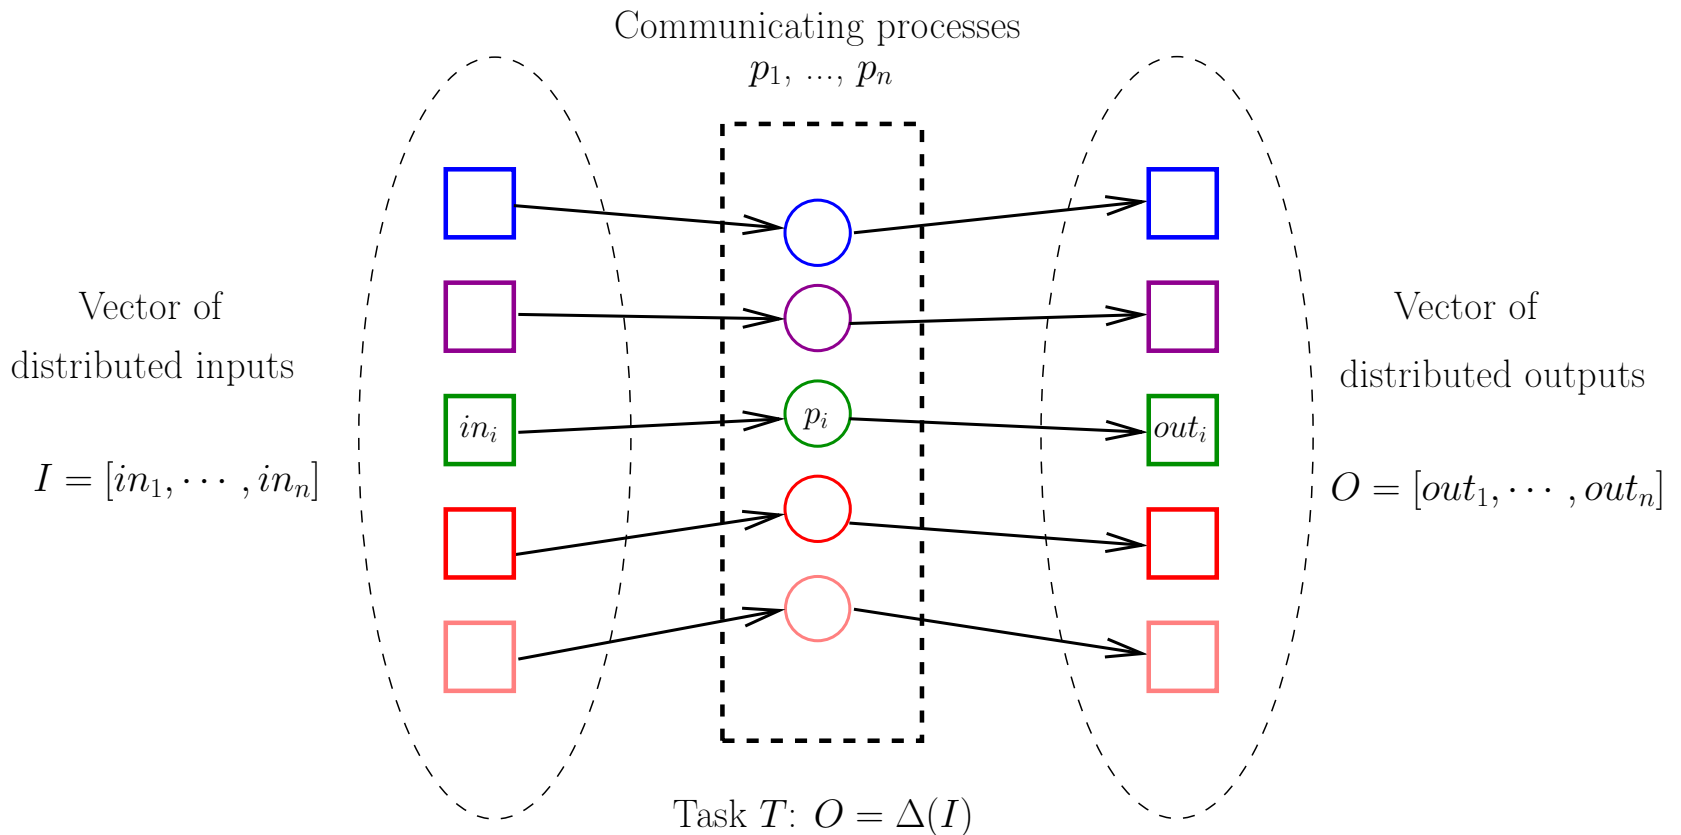 Communicating processes
p₁, ..., pₙ
Vector of
distributed inputs
I = [in₁, ⋯ , inₙ]
inᵢ
pᵢ
outᵢ
Vector of
distributed outputs
O = [out₁, ⋯ , outₙ]
Task T: O = Δ(I)